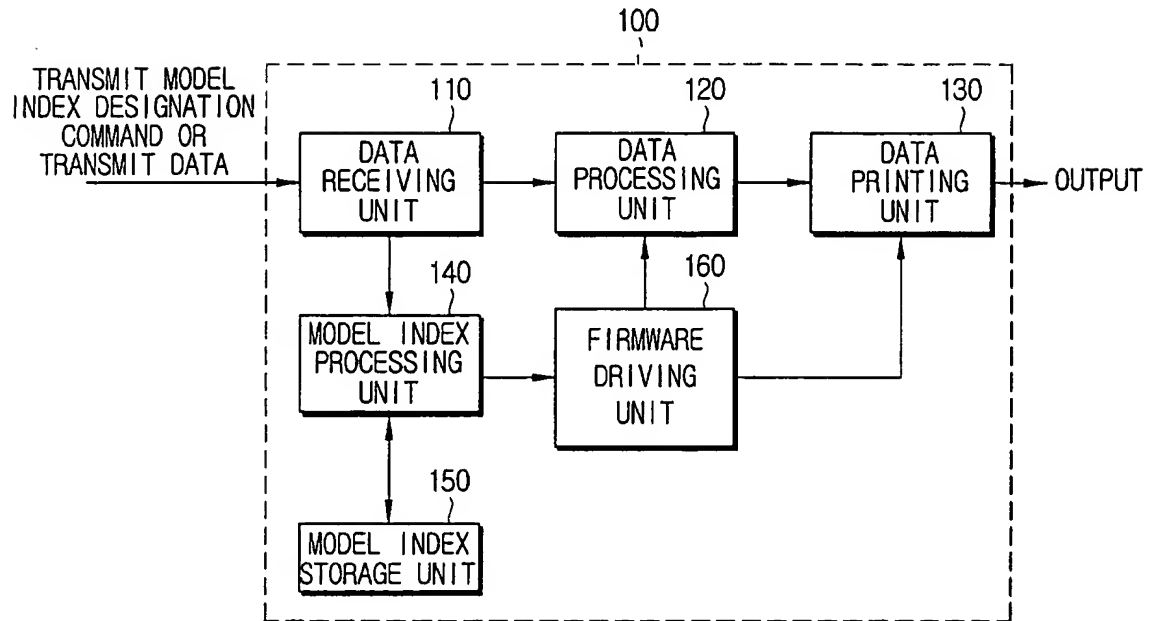 100
TRANSMIT MODEL
INDEX DESIGNATION
COMMAND OR
TRANSMIT DATA
110
120
130
DATA
RECEIVING
UNIT
DATA
PROCESSING
UNIT
DATA
PRINTING
UNIT
OUTPUT
140
160
MODEL INDEX
PROCESSING
UNIT
FIRMWARE
DRIVING
UNIT
150
MODEL INDEX
STORAGE UNIT